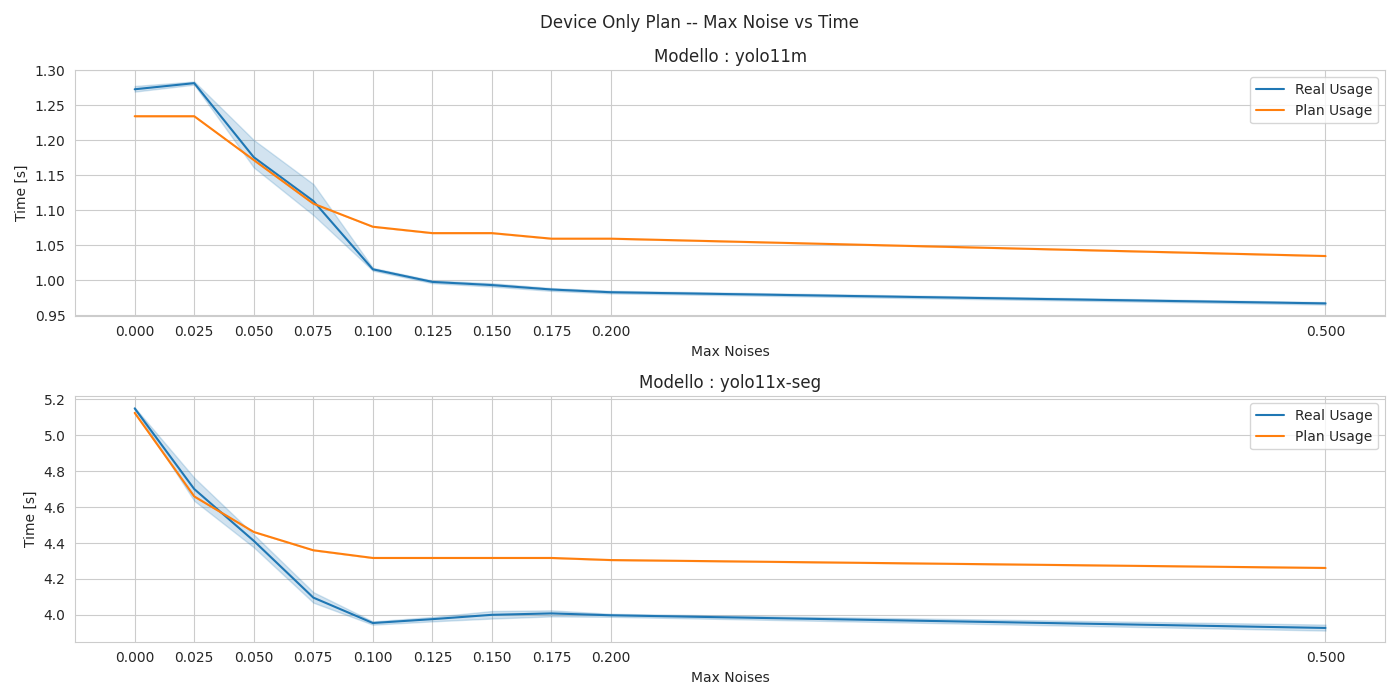 Device Only Plan -- Max Noise vs Time
Modello : yolo11m
Real Usage
Plan Usage
Time [s]
1.30
1.25
1.20
1.15
1.10
1.05
1.00
0.95
0.000 0.025 0.050 0.075 0.100 0.125 0.150 0.175 0.200 0.500
Max Noises
Modello : yolo11x-seg
Real Usage
Plan Usage
Time [s]
5.2
5.0
4.8
4.6
4.4
4.2
4.0
0.000 0.025 0.050 0.075 0.100 0.125 0.150 0.175 0.200 0.500
Max Noises